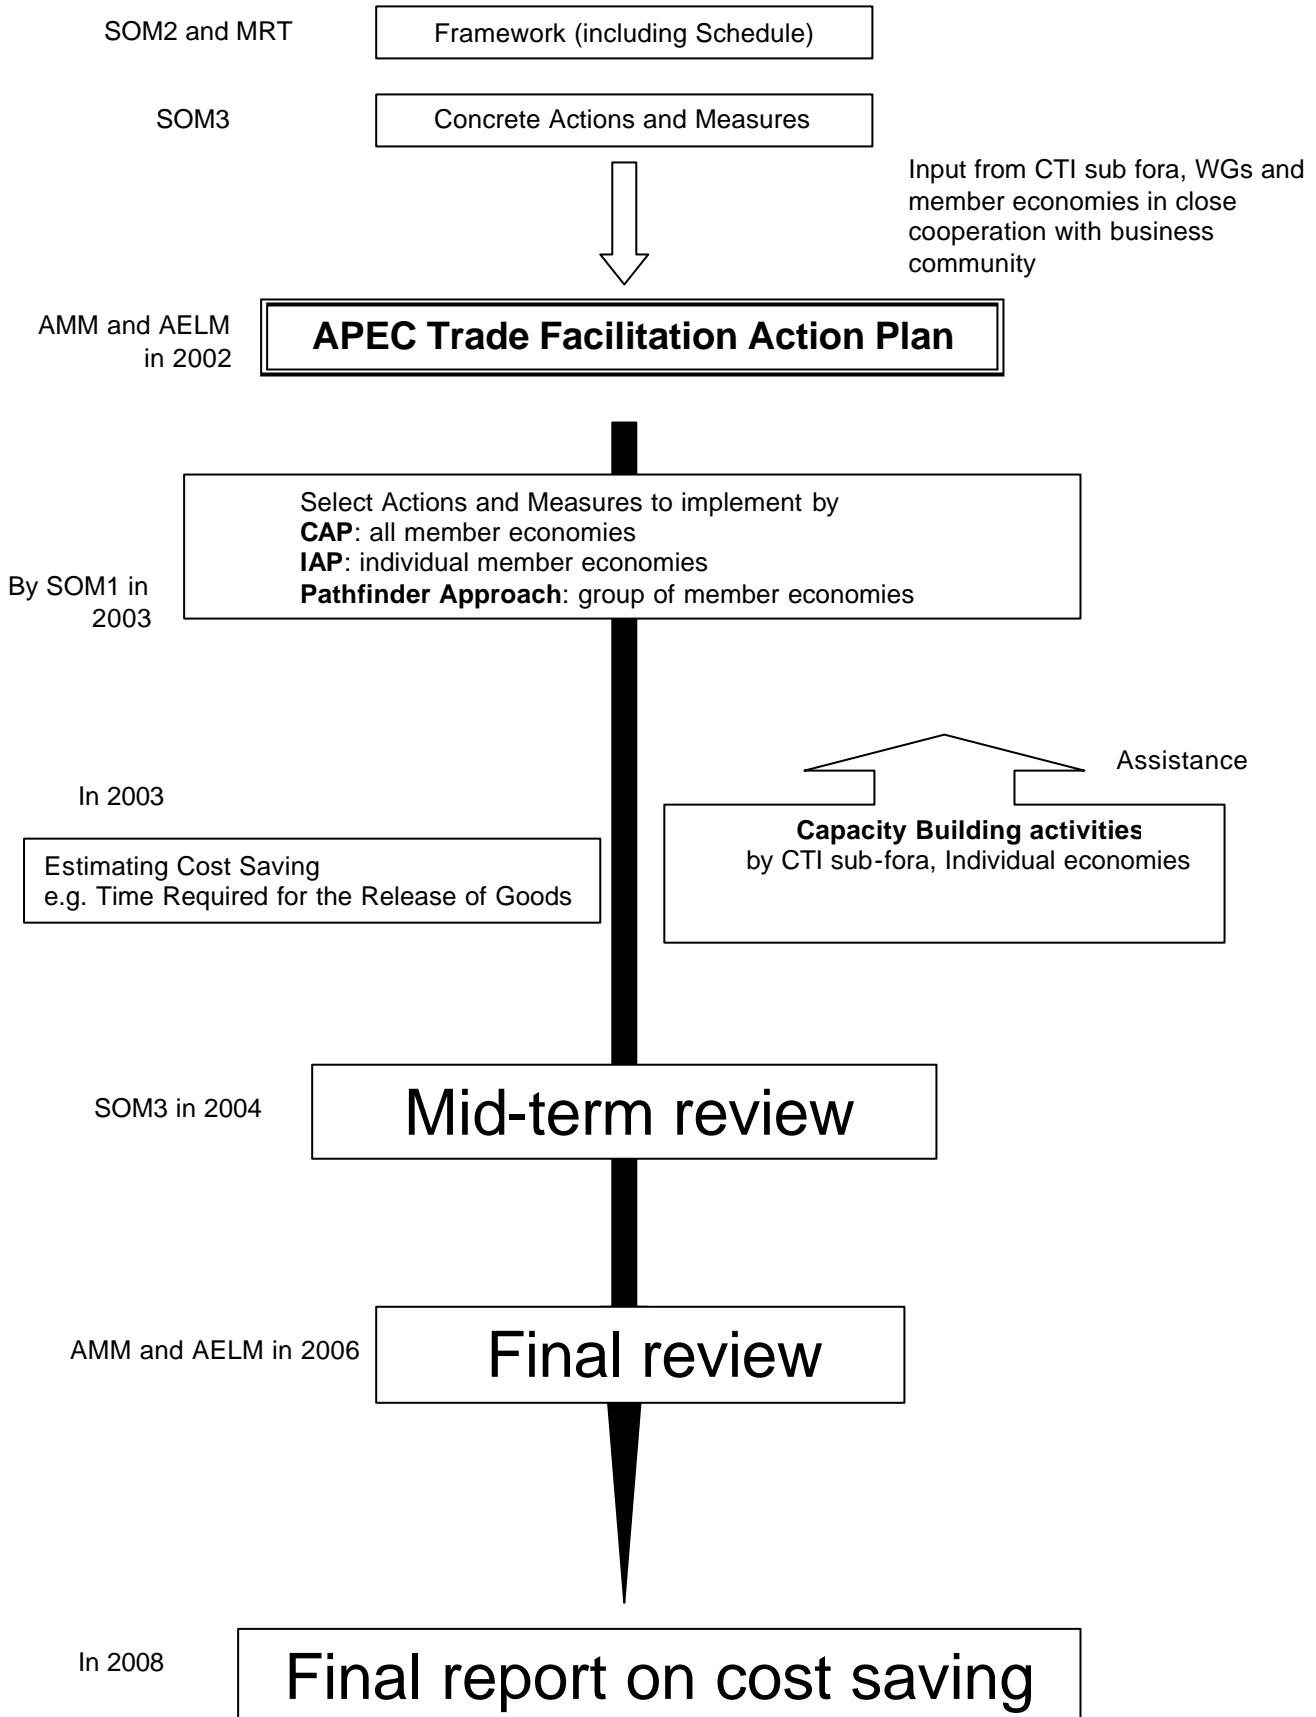 SOM2 and MRT
Framework (including Schedule)
SOM3
Concrete Actions and Measures
Input from CTI sub fora, WGs and
member economies in close
cooperation with business
community
AMM and AELM
in 2002
APEC Trade Facilitation Action Plan
Select Actions and Measures to implement by
CAP: all member economies
IAP: individual member economies
Pathfinder Approach: group of member economies
By SOM1 in
2003
Assistance
In 2003
Capacity Building activities
by CTI sub-fora, Individual economies
Estimating Cost Saving
e.g. Time Required for the Release of Goods
SOM3 in 2004
Mid-term review
AMM and AELM in 2006
Final review
In 2008
Final report on cost saving